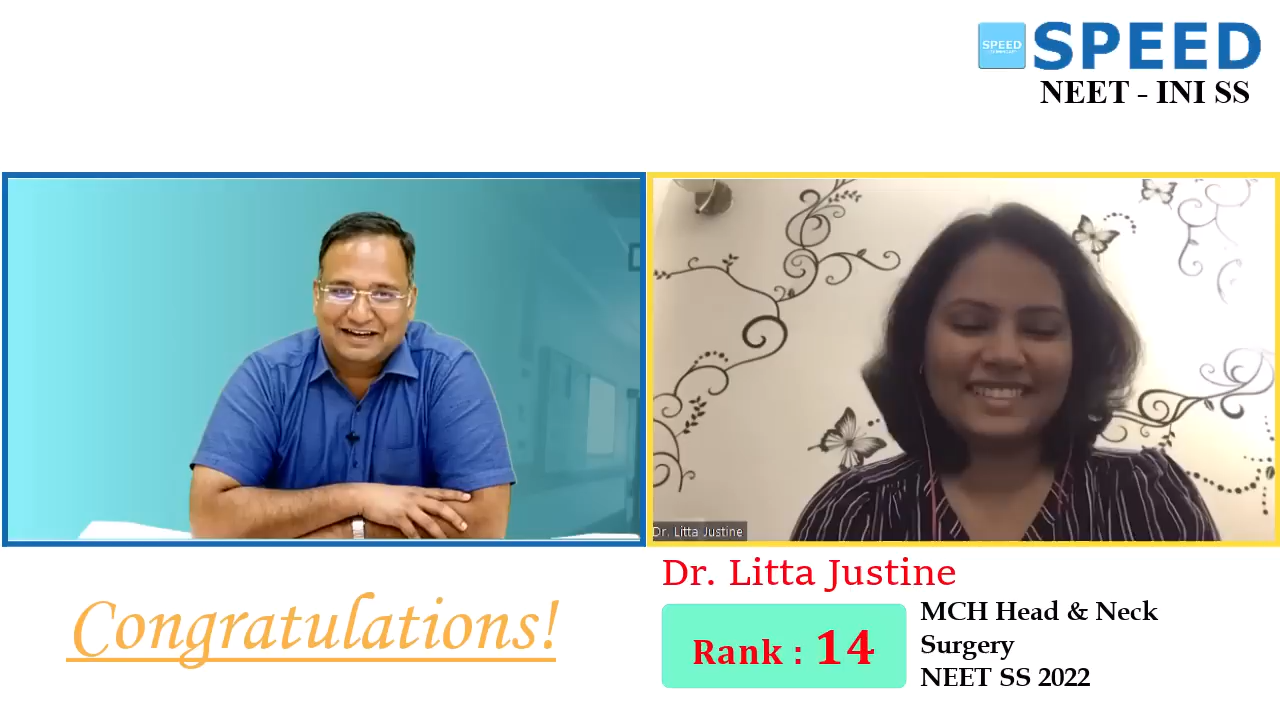 SPEED
SPEED
NEET - INI SS
Dr. Litta Justine
Dr. Litta Justine
Congratulations!
Rank : 14
MCH Head & Neck
Surgery
NEET SS 2022